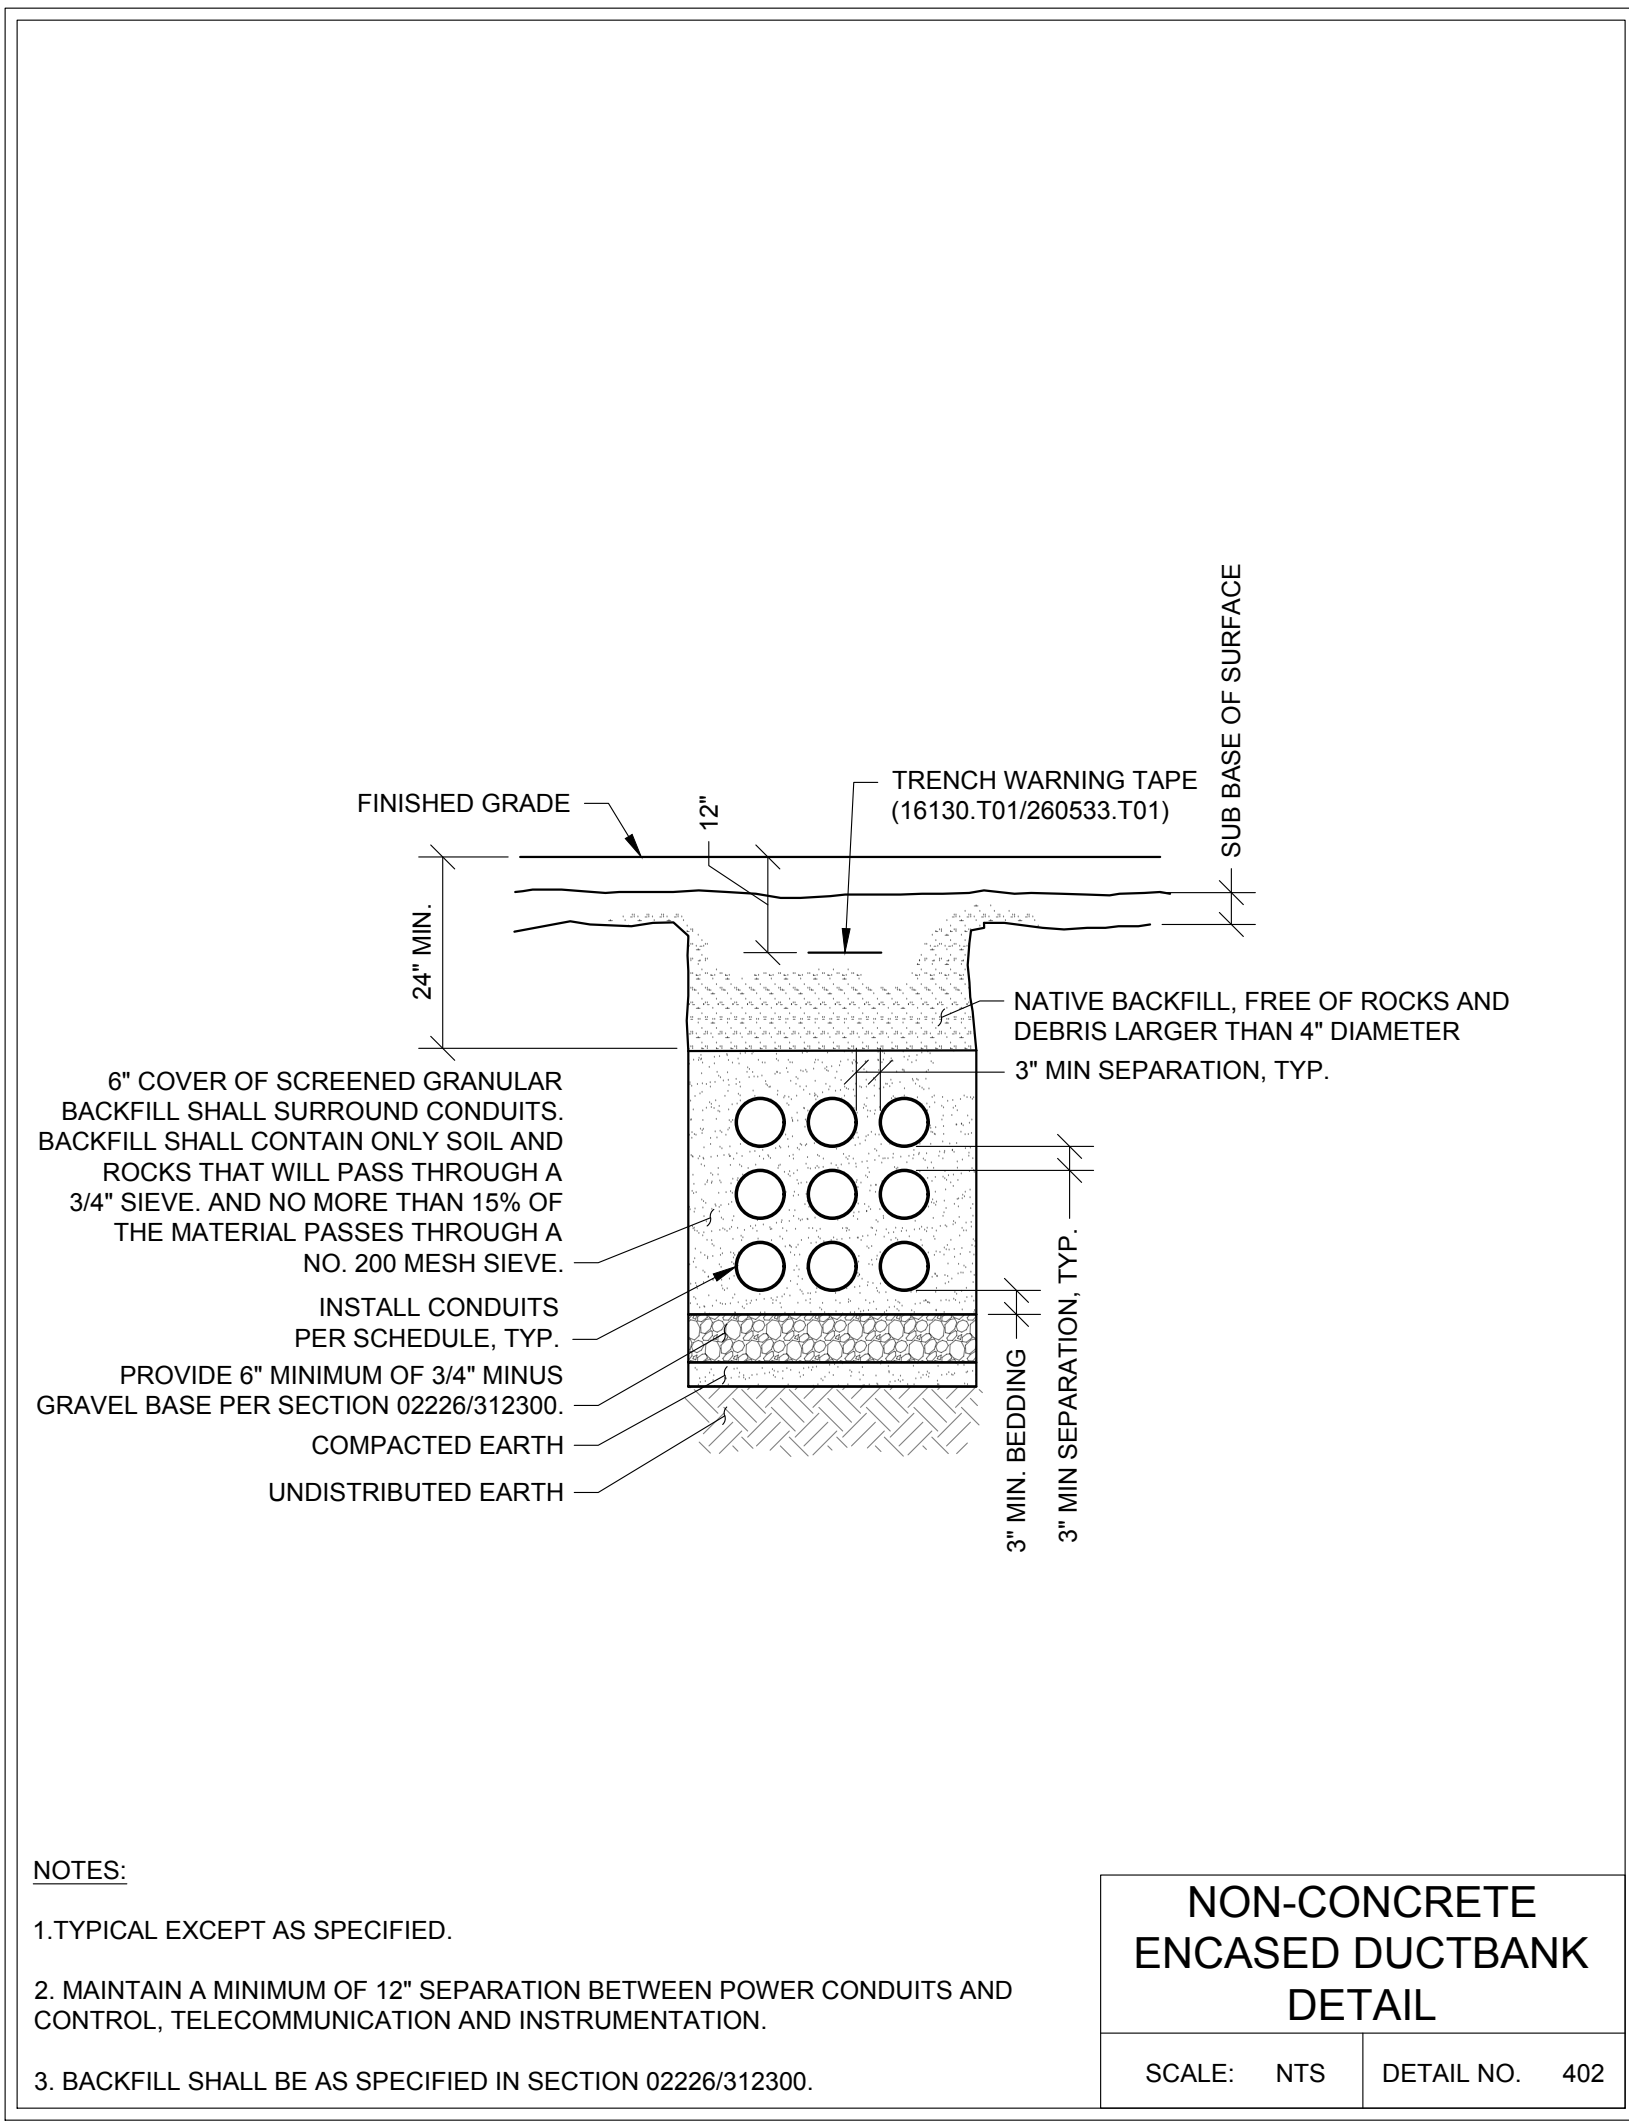 SUB BASE OF SURFACE
TRENCH WARNING TAPE
(16130.T01/260533.T01)
FINISHED GRADE
12"
24" MIN.
NATIVE BACKFILL, FREE OF ROCKS AND
DEBRIS LARGER THAN 4" DIAMETER
3" MIN SEPARATION, TYP.
6" COVER OF SCREENED GRANULAR
BACKFILL SHALL SURROUND CONDUITS.
BACKFILL SHALL CONTAIN ONLY SOIL AND
ROCKS THAT WILL PASS THROUGH A
3/4" SIEVE. AND NO MORE THAN 15% OF
THE MATERIAL PASSES THROUGH A
NO. 200 MESH SIEVE.
INSTALL CONDUITS
PER SCHEDULE, TYP.
PROVIDE 6" MINIMUM OF 3/4" MINUS
GRAVEL BASE PER SECTION 02226/312300.
COMPACTED EARTH
UNDISTRIBUTED EARTH
3" MIN. BEDDING
3" MIN SEPARATION, TYP.
NOTES:
1.TYPICAL EXCEPT AS SPECIFIED.
2. MAINTAIN A MINIMUM OF 12" SEPARATION BETWEEN POWER CONDUITS AND
CONTROL, TELECOMMUNICATION AND INSTRUMENTATION.
3. BACKFILL SHALL BE AS SPECIFIED IN SECTION 02226/312300.
NON-CONCRETE
ENCASED DUCTBANK
DETAIL
SCALE: NTS
DETAIL NO. 402